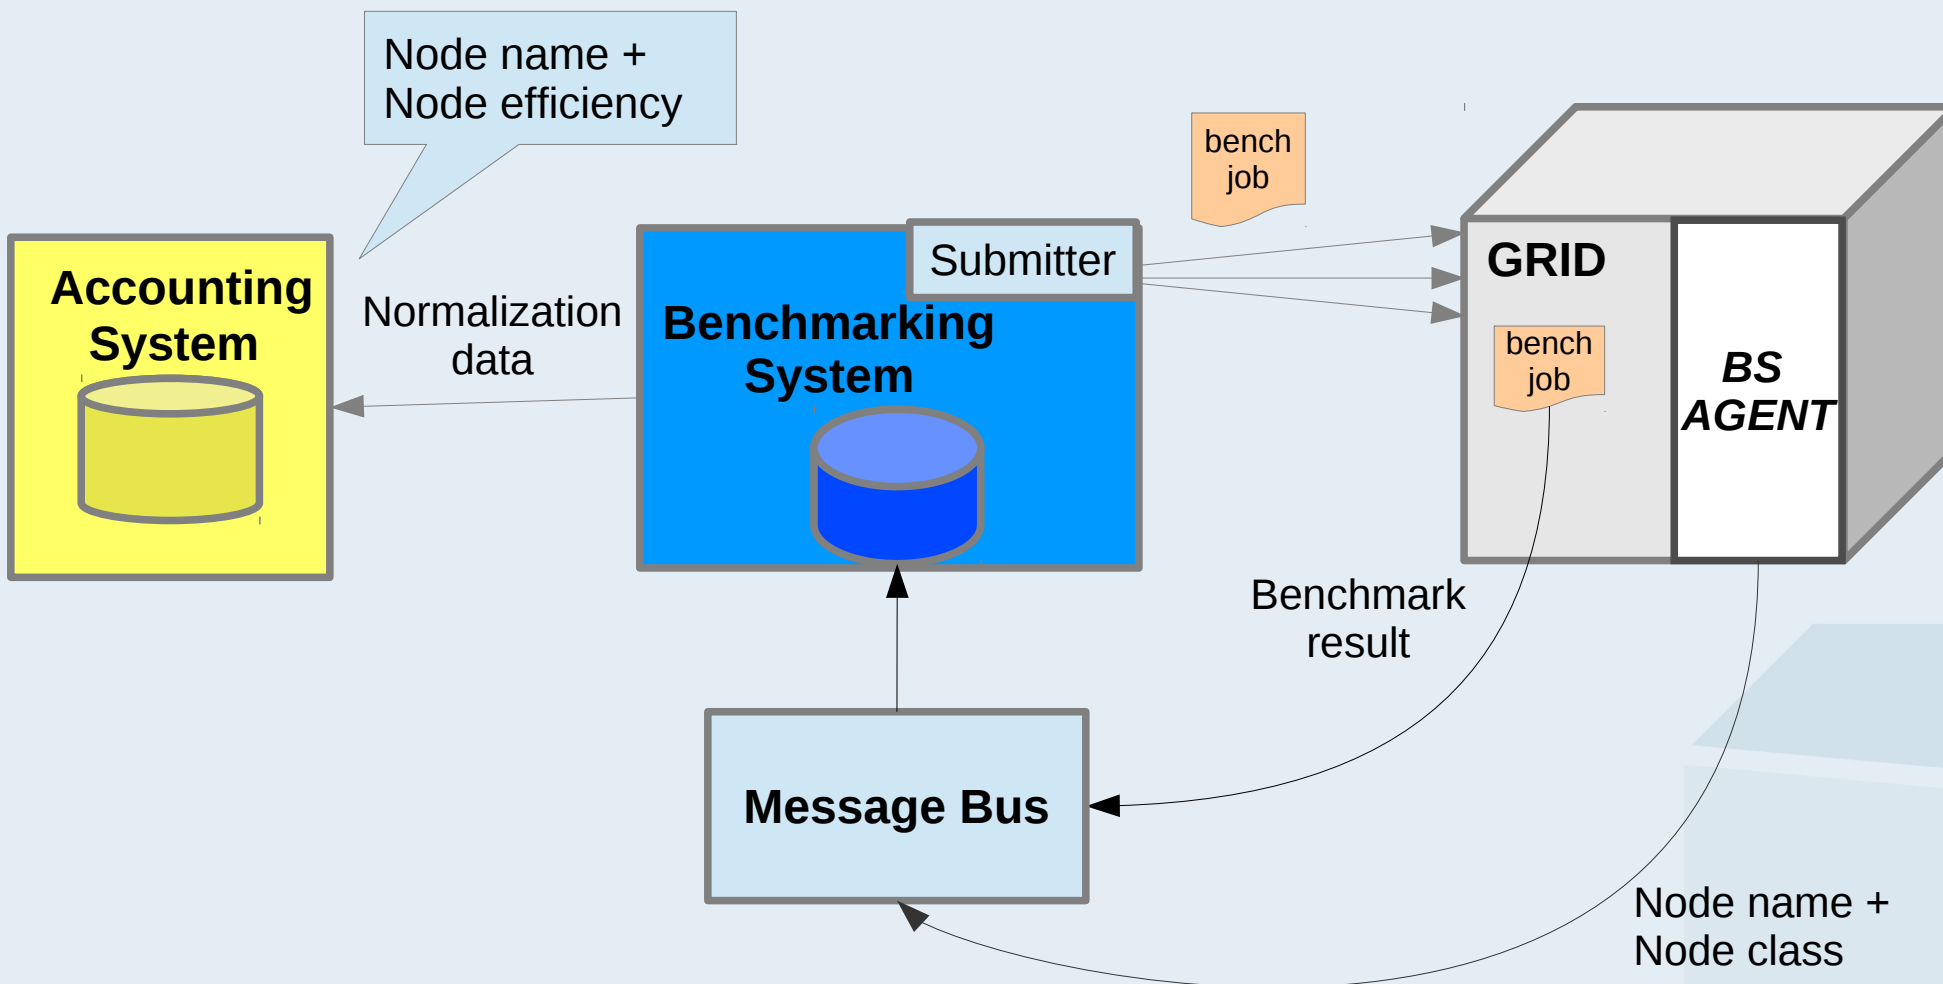 Node name +
Node efficiency
bench
job
Submitter
GRID
Accounting
System
Normalization
data
Benchmarking
System
bench
job
BS
AGENT
Benchmark
result
Message Bus
Node name +
Node class